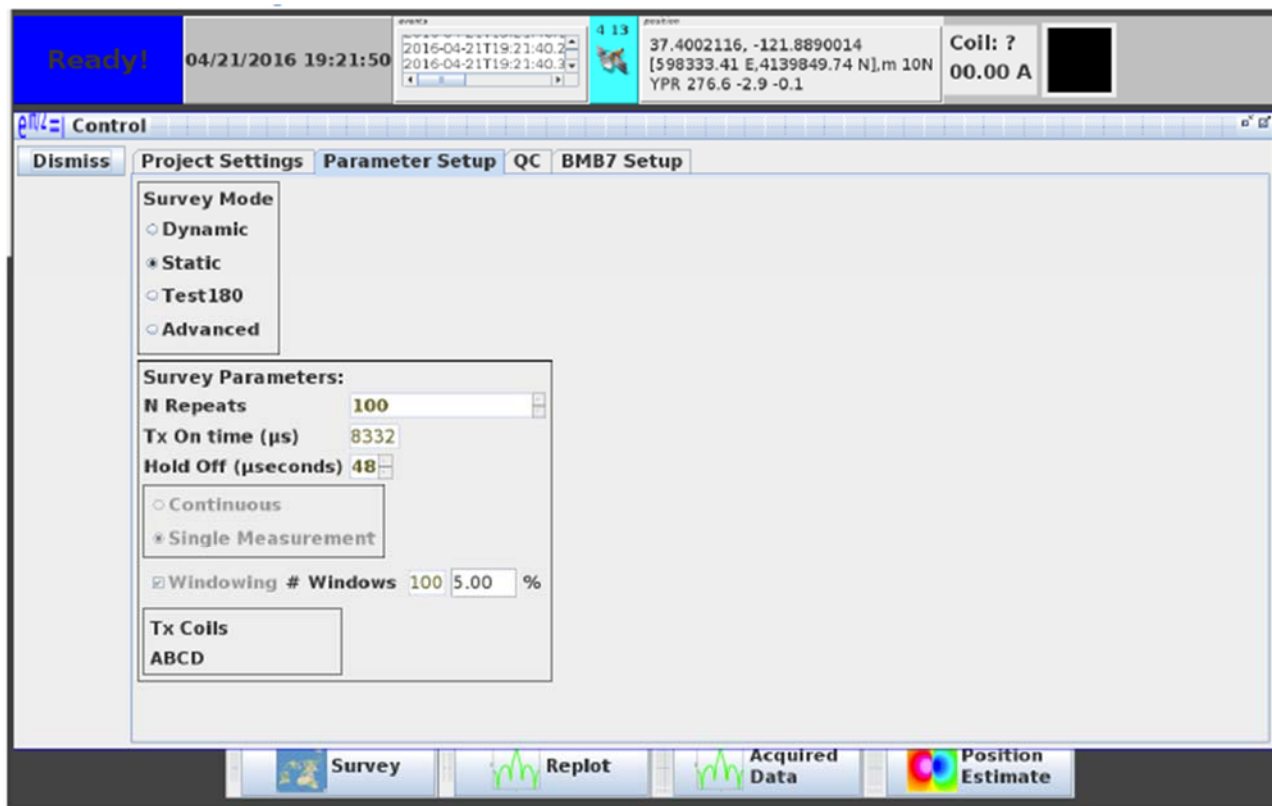 events
4 13
position
Ready!
04/21/2016 19:21:50
2016-04-21T19:21:40.2
2016-04-21T19:21:40.3
37.4002116, -121.8890014
[598333.41 E,4139849.74 N],m 10N
YPR 276.6 -2.9 -0.1
Coil: ?
00.00 A
Control
Dismiss
Project Settings
Parameter Setup
QC
BMB7 Setup
Survey Mode
Dynamic
Static
Test180
Advanced
Survey Parameters:
N Repeats 100
Tx On time (µs) 8332
Hold Off (µseconds) 48
Continuous
Single Measurement
Windowing # Windows 100 5.00 %
Tx Coils
ABCD
Survey
Replot
Acquired
Data
Position
Estimate